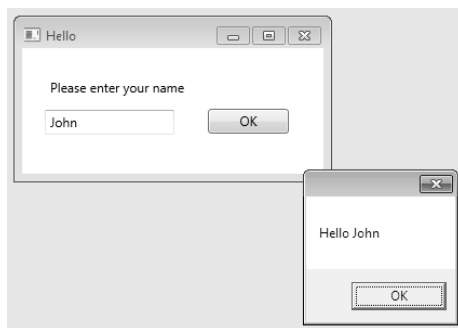 Hello
Please enter your name
John
OK
Hello John
OK